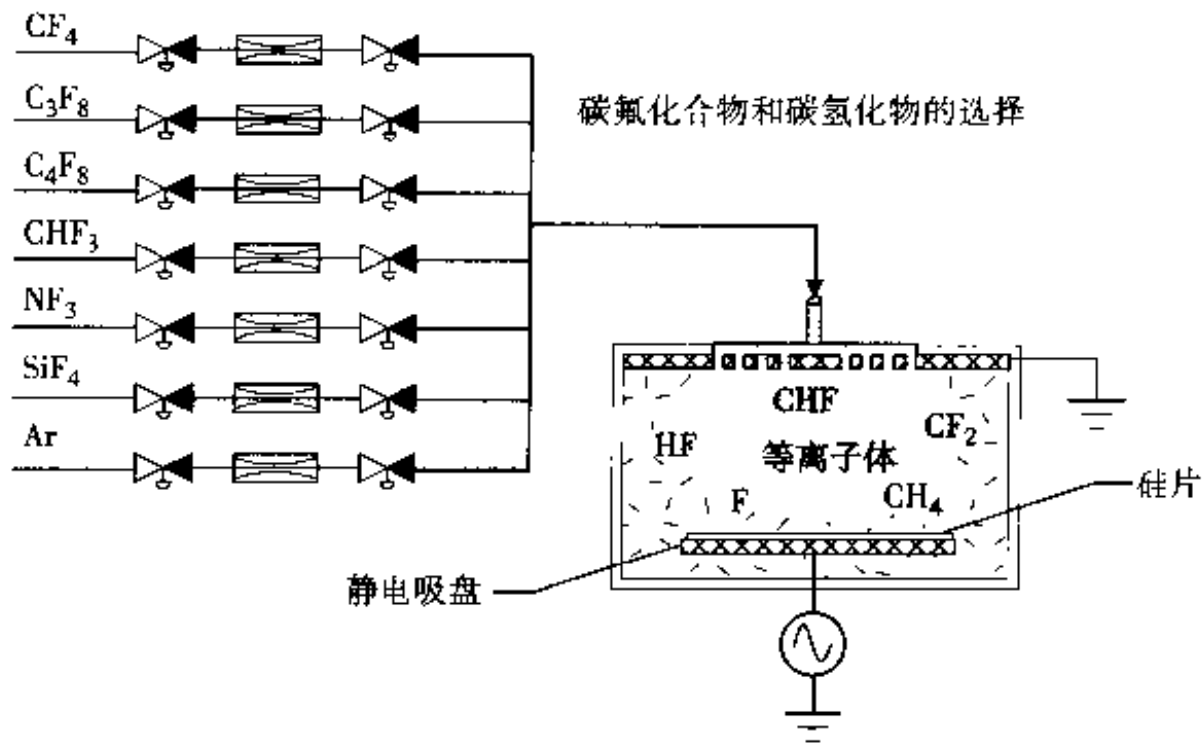 CF₄
C₃F₈
碳氟化合物和碳氢化物的选择
C₄F₈
CHF₃
NF₃
SiF₄
CHF
CF₂
Ar
HF
等离子体
F
CH₄
硅片
静电吸盘